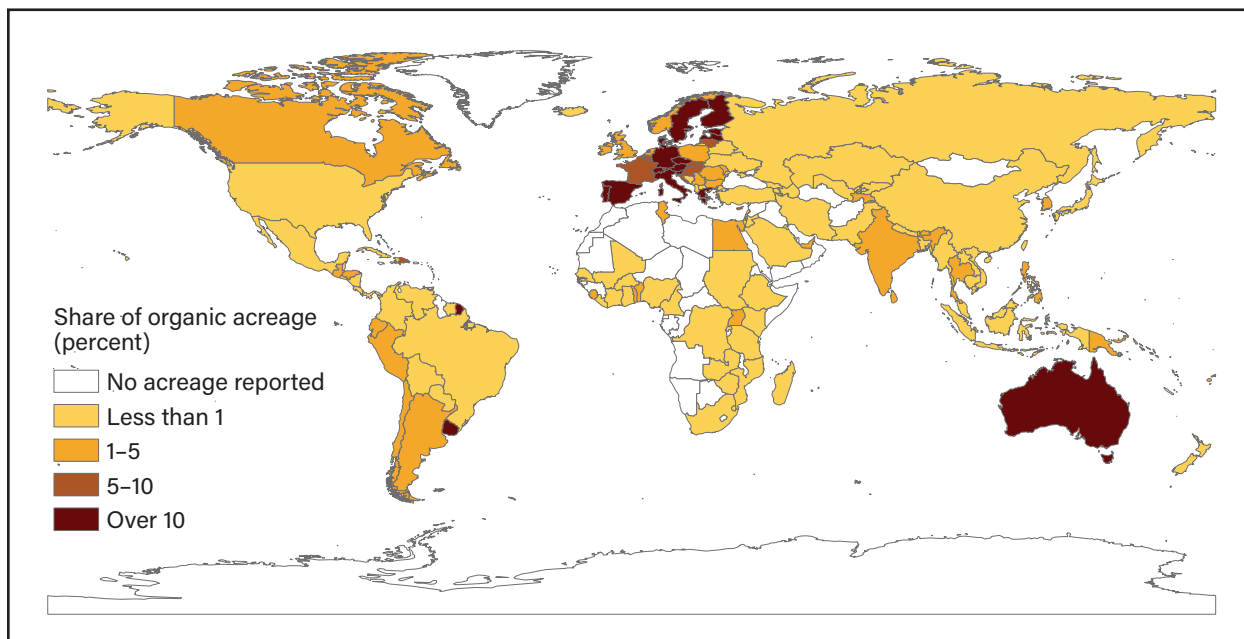 Share of organic acreage
(percent)
No acreage reported
Less than 1
1–5
5–10
Over 10